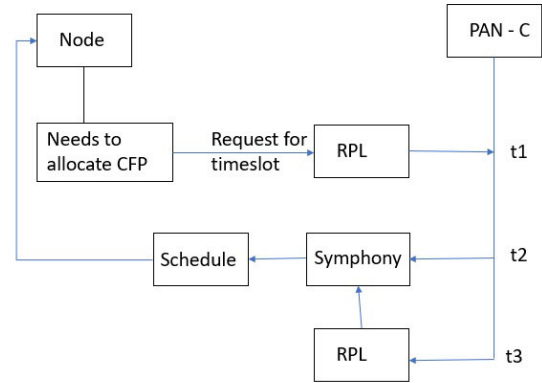 Node
PAN - C
Needs to
allocate CFP
Request for
timeslot
RPL
t1
Schedule
Symphony
t2
RPL
t3